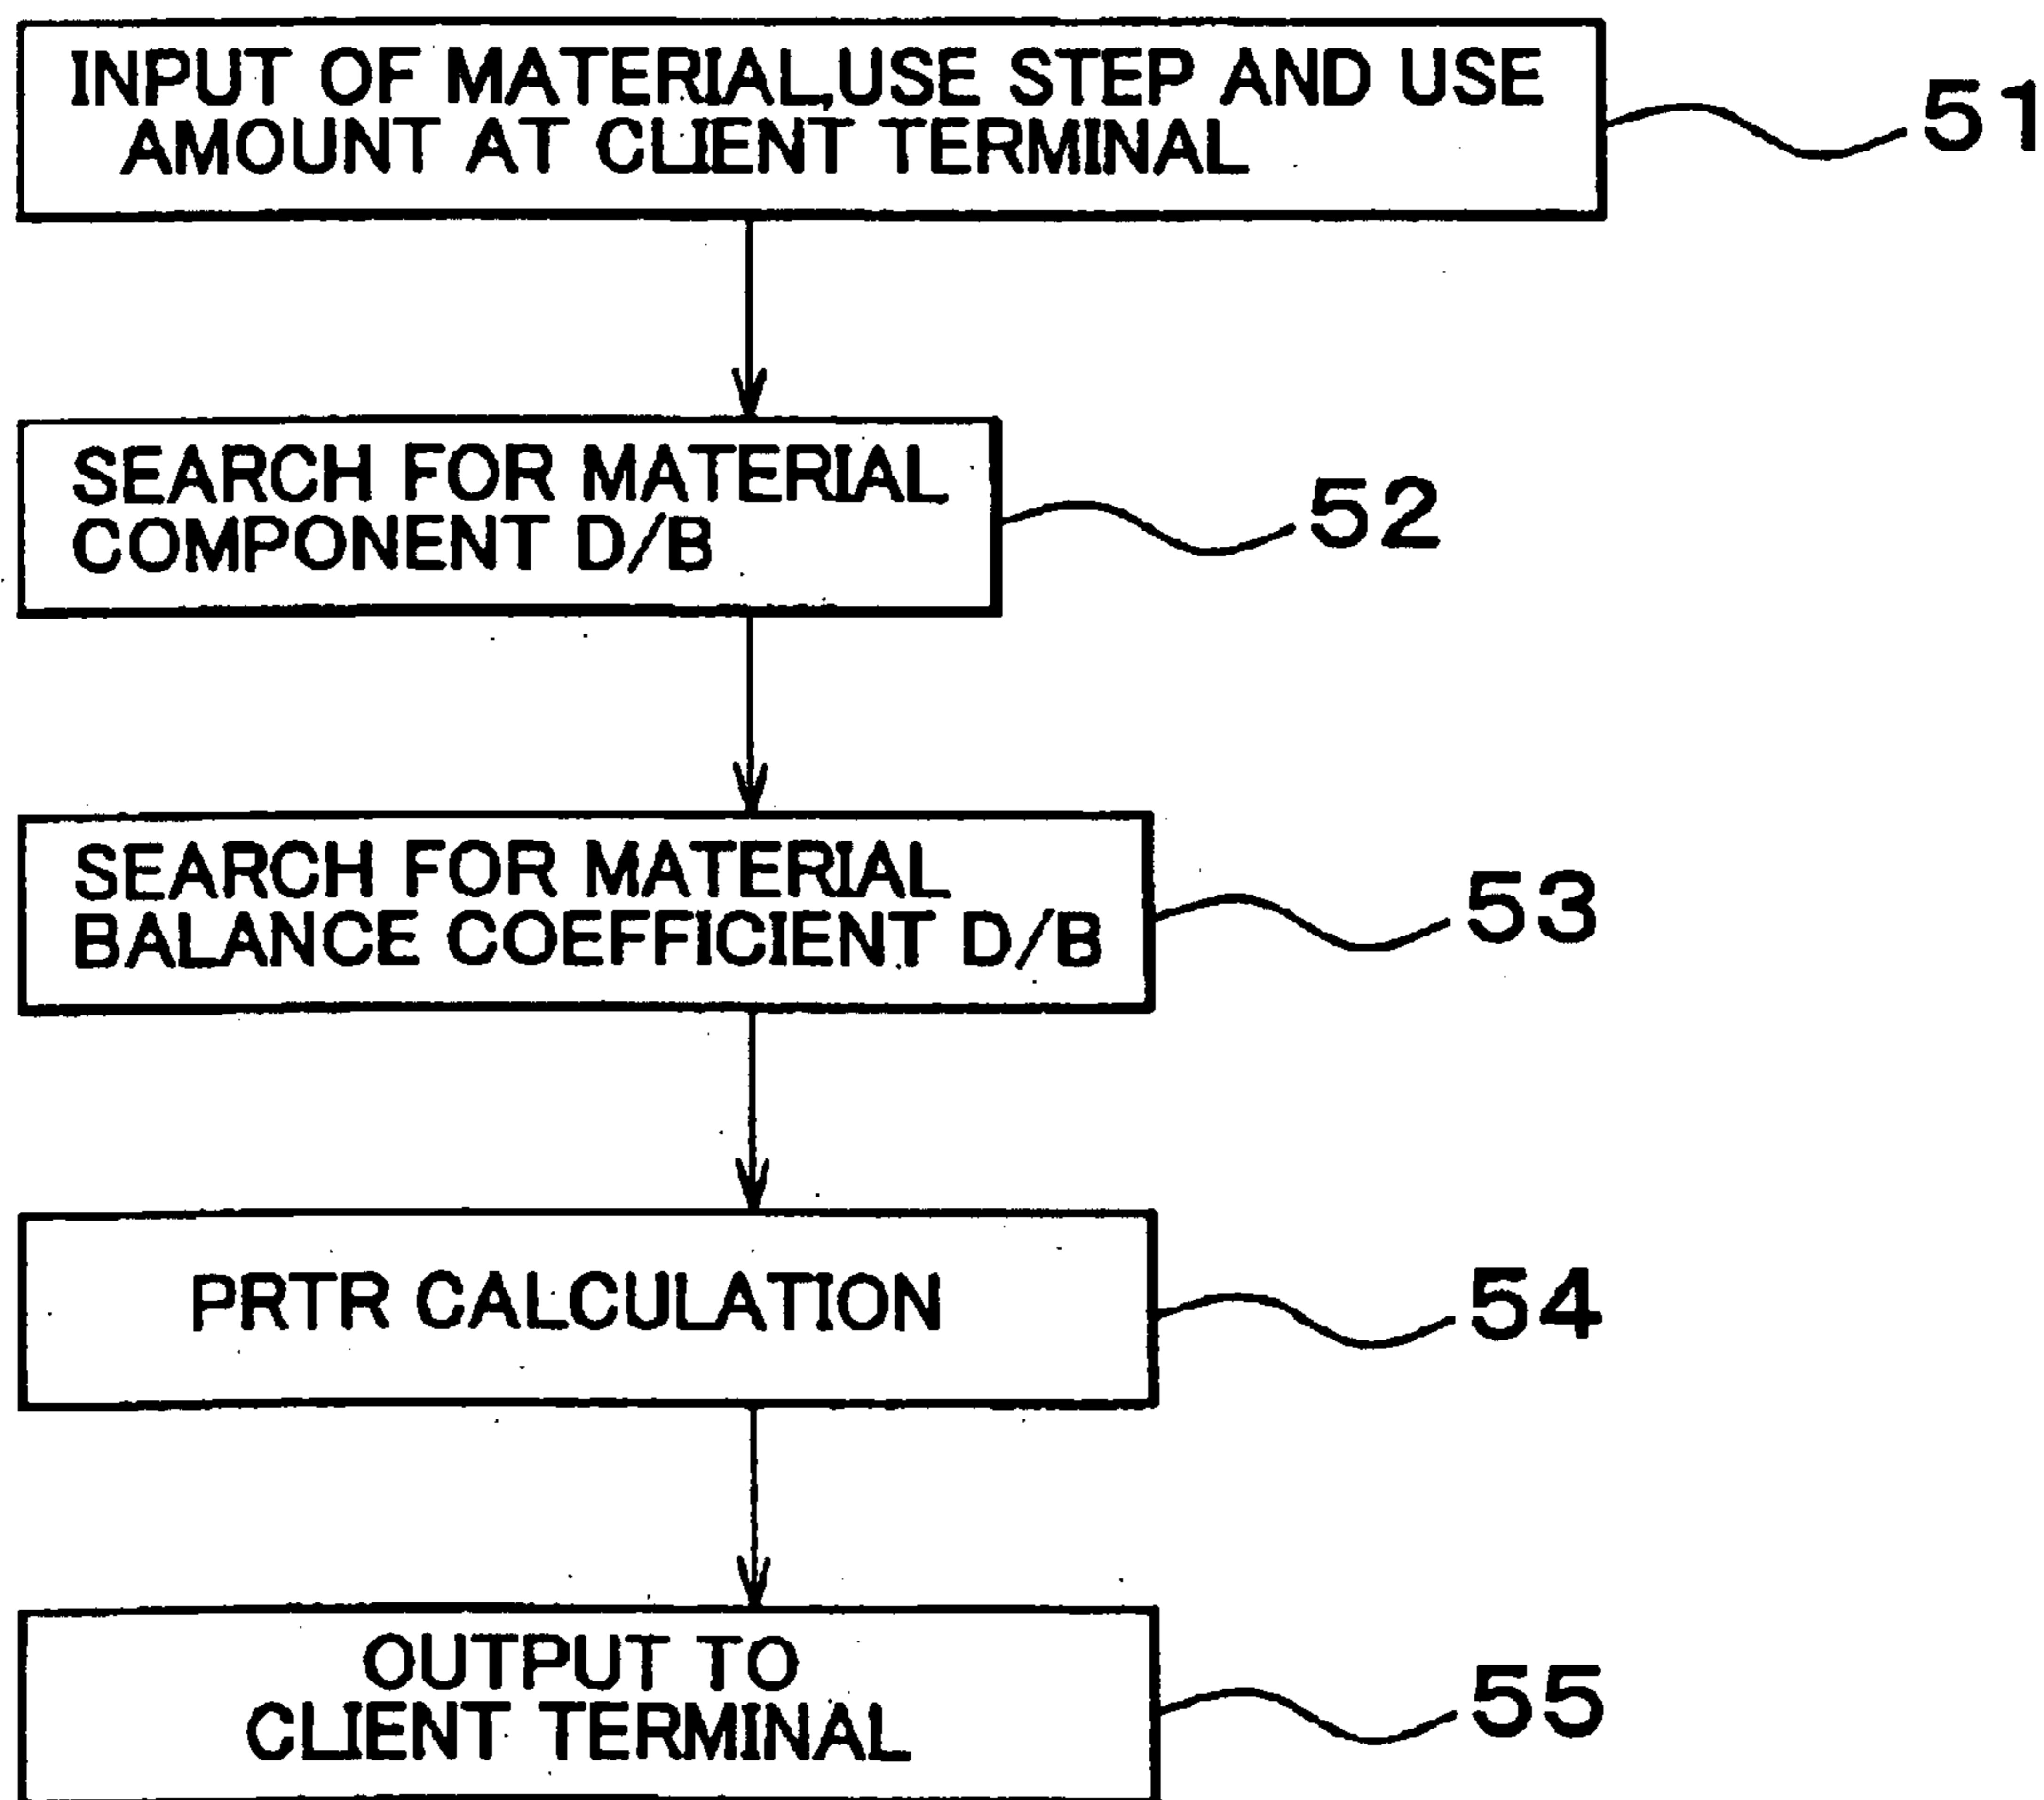 INPUT OF MATERIAL,USE STEP AND USE
AMOUNT AT CLIENT TERMINAL
51
SEARCH FOR MATERIAL
COMPONENT D/B
52
SEARCH FOR MATERIAL
BALANCE COEFFICIENT D/B
53
PRTR CALCULATION
54
OUTPUT TO
CLIENT TERMINAL
55